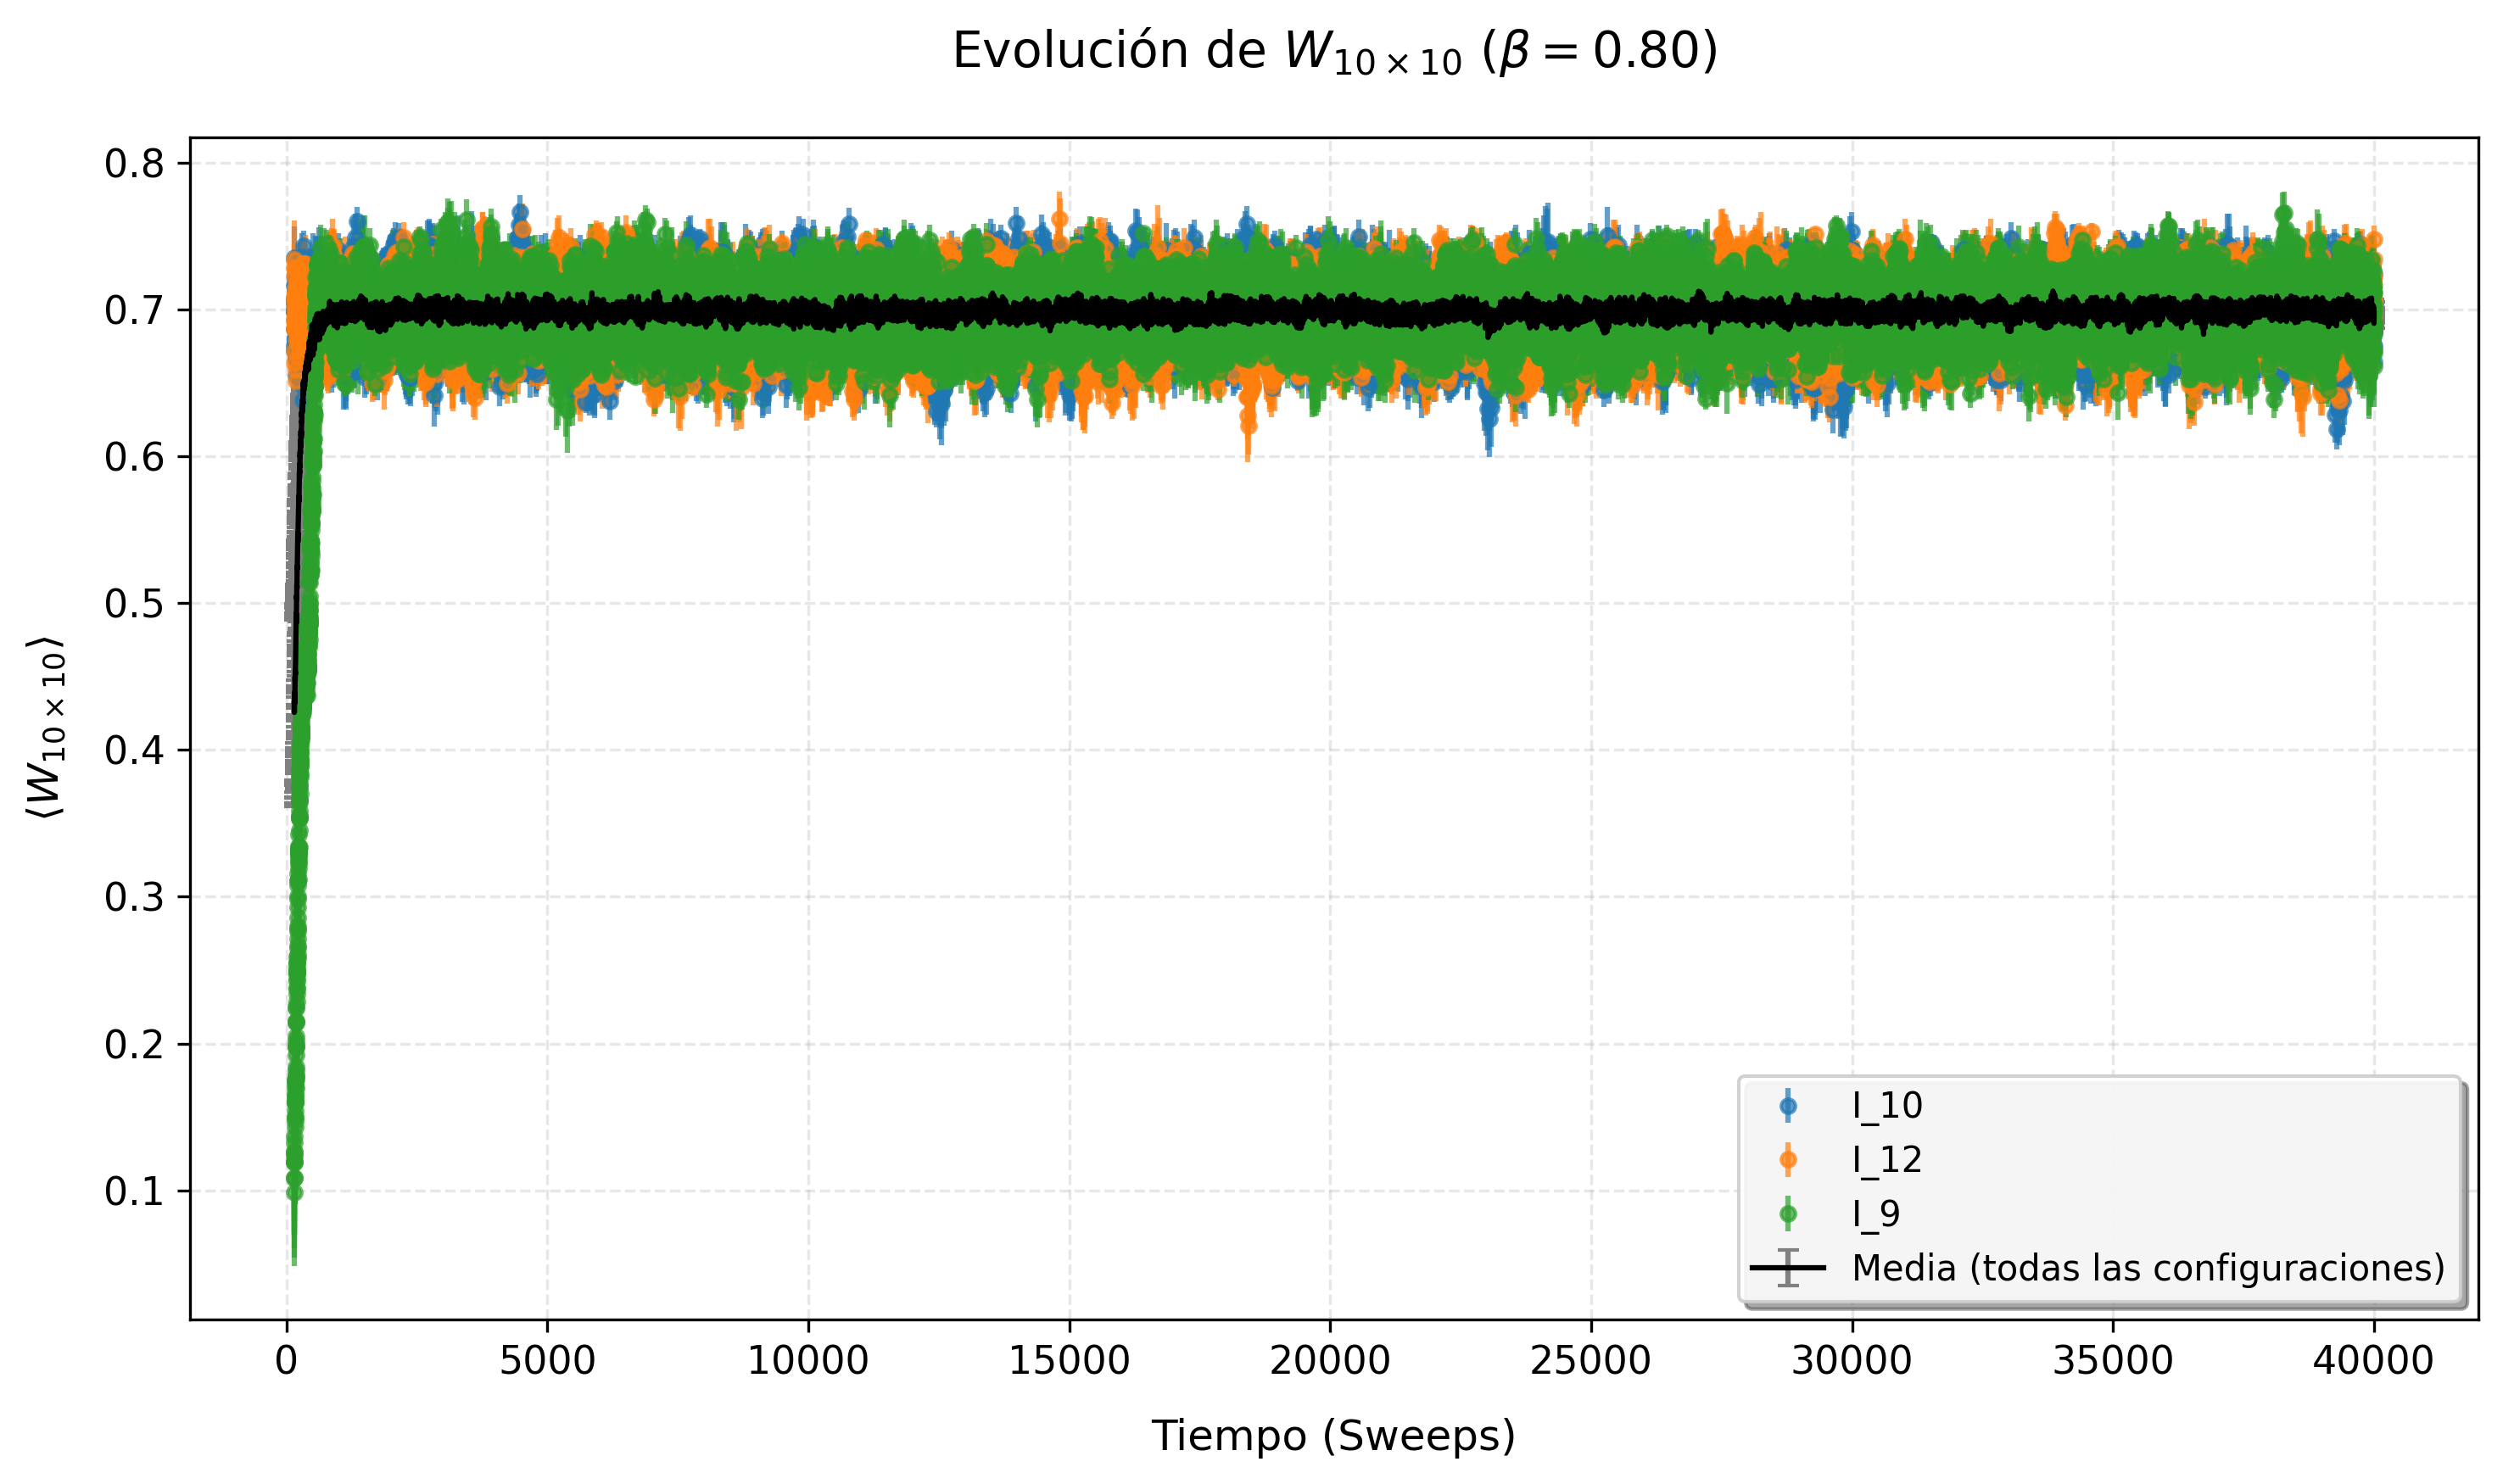 Evolución de W₁₀ × ₁₀ (β = 0.80)
⟨W₁₀ × ₁₀⟩
0.8
0.7
0.6
0.5
0.4
0.3
0.2
0.1
0 5000 10000 15000 20000 25000 30000 35000 40000
Tiempo (Sweeps)
I_10
I_12
I_9
Media (todas las configuraciones)